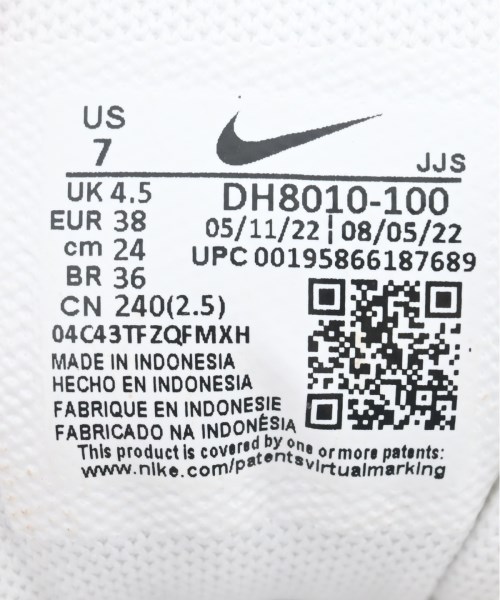 US
7
JJS
UK 4.5
EUR 38
cm 24
BR 36
CN 240(2.5)
DH8010-100
05/11/22 | 08/05/22
UPC 00195866187689
04C43TFZQFMXH
MADE IN INDONESIA
HECHO EN INDONESIA
FABRIQUE EN INDONESIE
FABRICADO NA INDONÉSIA
This product is covered by one or more patents:
www.nike.com/patentsvirtualmarking